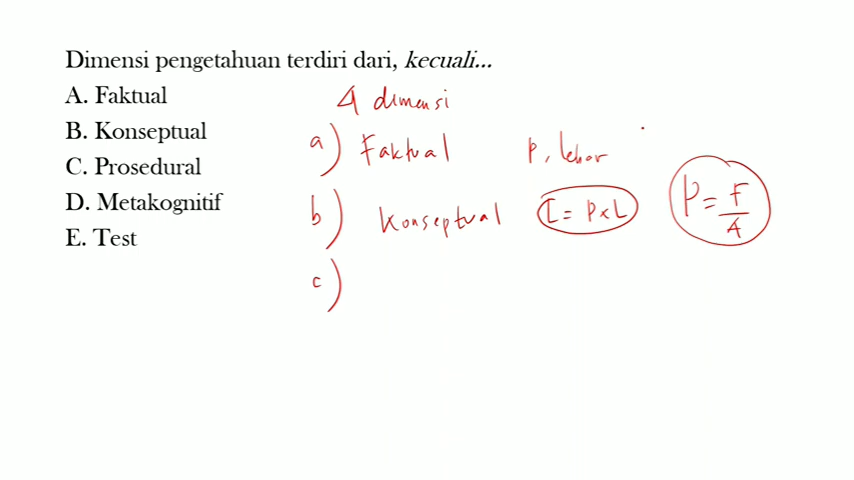 Dimensi pengetahuan terdiri dari, kecuali...
A. Faktual
B. Konseptual
C. Prosedural
D. Metakognitif
E. Test
4 dimensi
a) Faktual P, lebar
b) Konseptual L = P x L P = F/A
c)